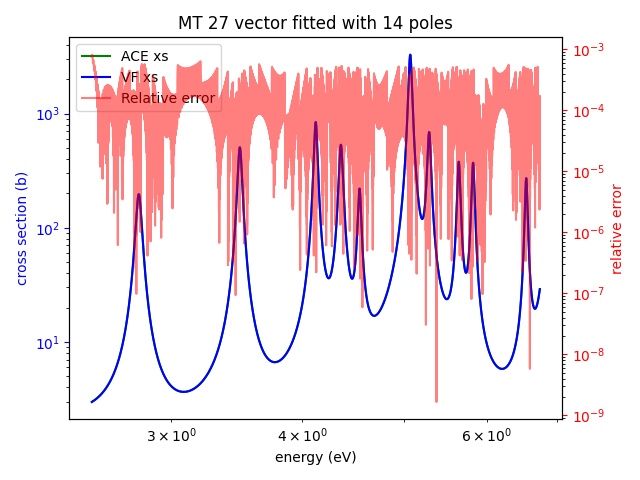 MT 27 vector fitted with 14 poles
ACE xs
VF xs
Relative error
cross section (b)
10³
10²
10¹
relative error
10⁻³
10⁻⁴
10⁻⁵
10⁻⁶
10⁻⁷
10⁻⁸
10⁻⁹
3 × 10⁰
4 × 10⁰
6 × 10⁰
energy (eV)